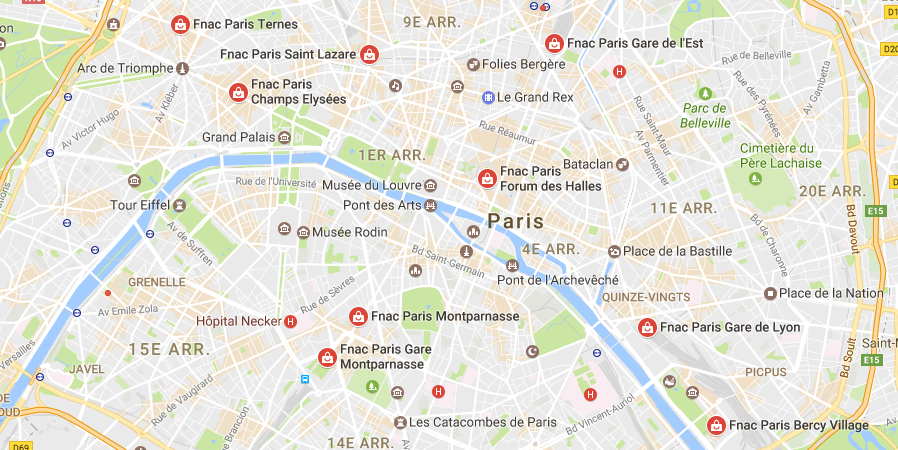 Fnac Paris Ternes
9E ARR.
Fnac Paris Saint Lazare
Fnac Paris Gare de l'Est
Rue de Belleville
D20
Arc de Triomphe
Folies Bergère
H
Fnac Paris
Champs Elysées
Av Kléber
Av Gambetta
Le Grand Rex
Parc de
Belleville
Rue des Pyrénées
Av Victor Hugo
Rue Réaumur
Rue Saint-Maur
Grand Palais
Av Parmentier
Cimetière du
Père Lachaise
1ER ARR.
Bataclan
Fnac Paris
Forum des Halles
Rue de l'Université
Musée du Louvre
20E ARR.
Tour Eiffel
Pont des Arts
11E ARR.
E15
Paris
Bd Davout
Av de Suffren
Musée Rodin
Bd de Charonne
4E ARR.
Place de la Bastille
Bd Saint-Germain
Pont de l'Archevêché
GRENELLE
Rue de Sèvres
QUINZE-VINGTS
Place de la Nation
Av Emile Zola
Hôpital Necker
H
Fnac Paris Montparnasse
Fnac Paris Gare de Lyon
Saint-M
15E ARR.
Fnac Paris Gare
Montparnasse
Bd Soult
E15
Versailles
JAVEL
PICQUS
Rue de Vaugirard
H
H
DE
OUD
Les Catacombes de Paris
Bd Vincent-Auriol
Fnac Paris Bercy Village
Brancion
14E ARR.
D69